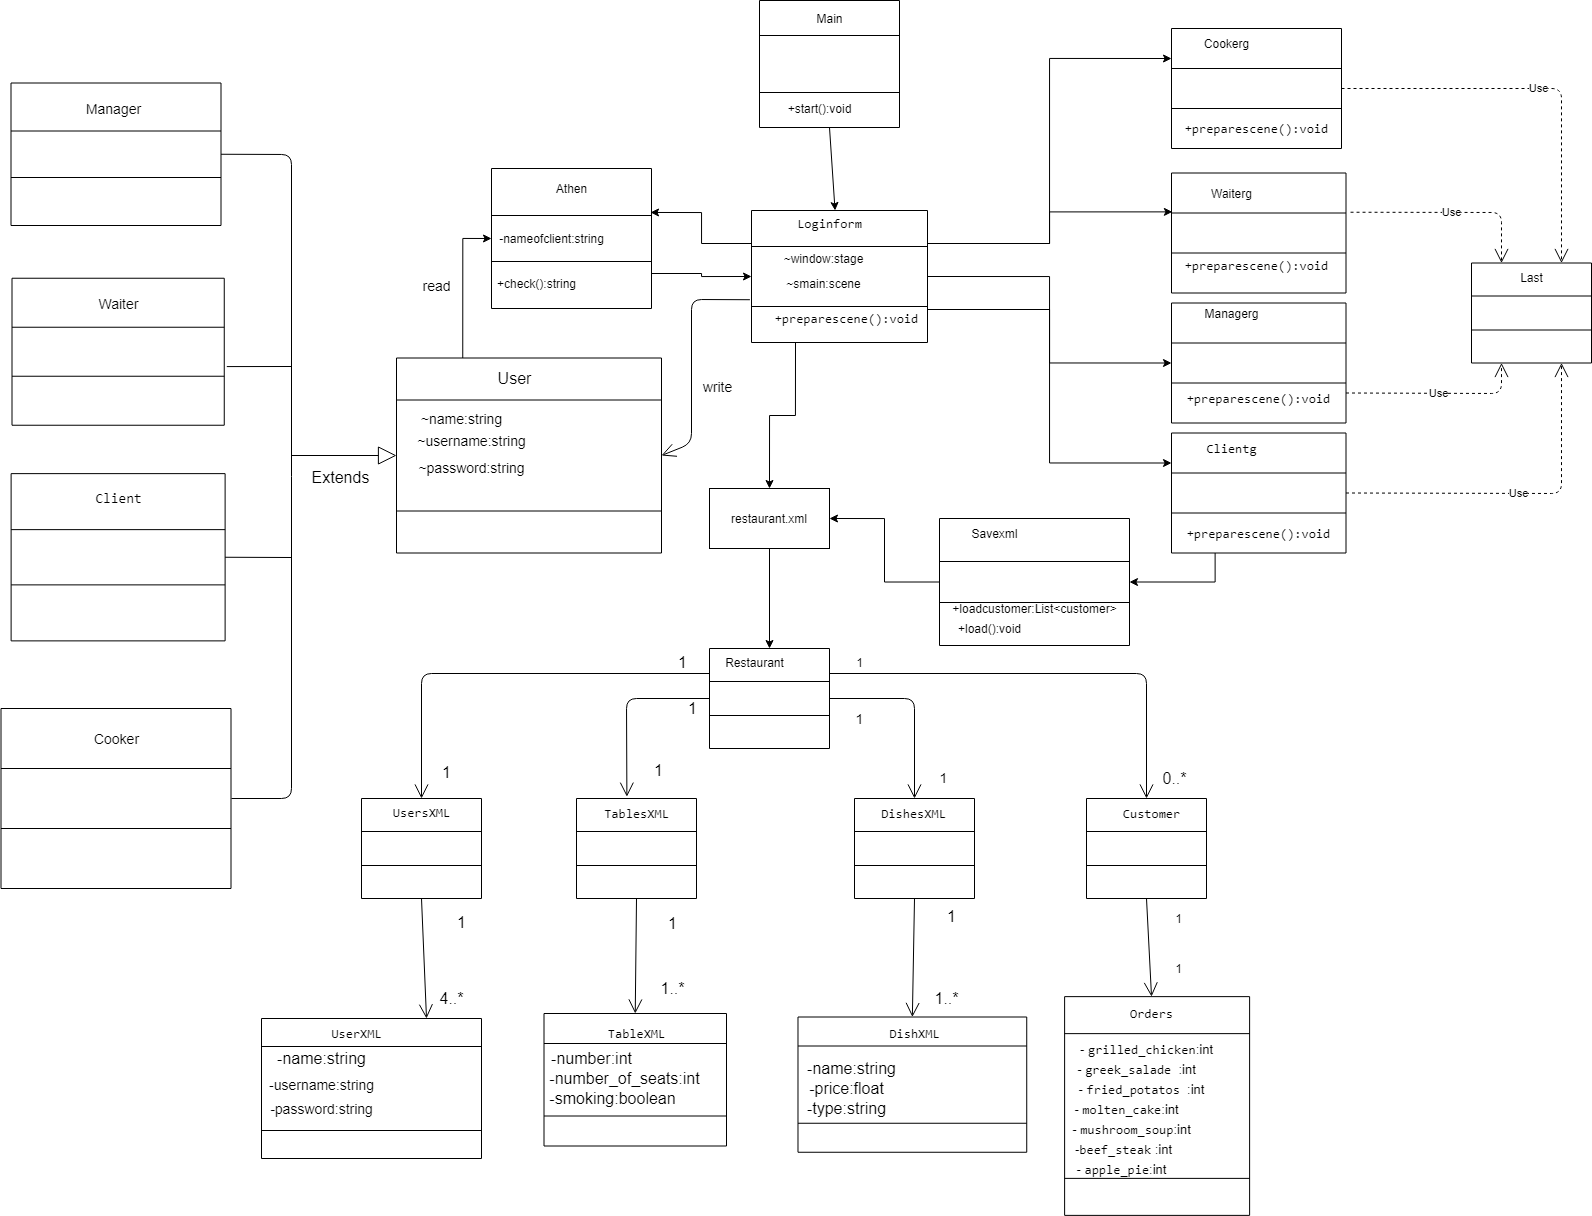 Main
+start():void
Cookerg
+preparescene():void
Use
Manager
Athen
-nameofclient:string
+check():string
Loginform
~window:stage
~smain:scene
+preparescene():void
Waiterg
+preparescene():void
Use
Last
Waiter
read
write
Managerg
+preparescene():void
Use
User
~name:string
~username:string
~password:string
Extends
Clientg
+preparescene():void
Use
Client
restaurant.xml
Savexml
+loadcustomer:List<customer>
+load():void
Restaurant
1
1
1
1
Cooker
1
1
1
0..*
UsersXML
TablesXML
DishesXML
Customer
1
1
1
1
4..*
1..*
1..*
1
UserXML
-name:string
-username:string
-password:string
TableXML
-number:int
-number_of_seats:int
-smoking:boolean
DishXML
-name:string
-price:float
-type:string
Orders
- grilled_chicken:int
- greek_salade :int
- fried_potatos :int
- molten_cake:int
- mushroom_soup:int
-beef_steak :int
- apple_pie:int